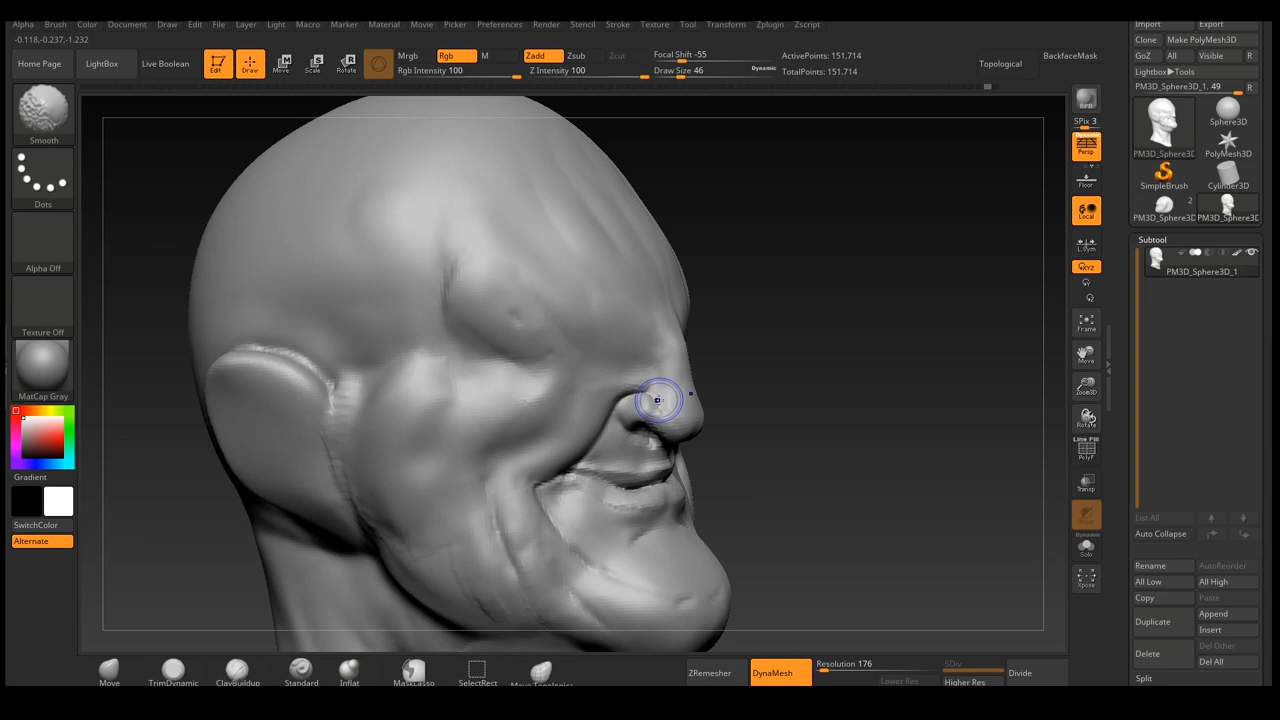 Alpha Brush Color Document Draw Edit File Layer Light Macro Marker Material Movie Picker Preferences Render Stencil Stroke Texture Tool Transform Zplugin Zscript
-0.118,-0.237,-1.232
Home Page
LightBox
Live Boolean
Edit
Draw
Move
Scale
Rotate
Mrgb
Rgb
M
Rgb Intensity 100
Zadd
Zsub
Zcut
Z Intensity 100
Focal Shift -55
Draw Size 46
Dynamic
ActivePoints: 151,714
TotalPoints: 151,714
Topological
BackfaceMask
Smooth
Dots
Alpha Off
Texture Off
MatCap Gray
Gradient
SwitchColor
Alternate
BPR
SPix 3
Dynamic
Persp
Floor
Local
L.Sym
XYZ
Frame
Move
Zoom3D
Rotate
Line Fill
PolyF
Transp
Ghost
Dynamic
Solo
Xpose
Import
Export
Clone
Make PolyMesh3D
GoZ
All
Visible
R
Lightbox▶Tools
PM3D_Sphere3D_1. 49
R
PM3D_Sphere3D
Sphere3D
PolyMesh3D
SimpleBrush
Cylinder3D
2
PM3D_Sphere3D
PM3D_Sphere3D
Subtool
PM3D_Sphere3D_1
List All
Auto Collapse
Rename
AutoReorder
All Low
All High
Copy
Paste
Duplicate
Append
Insert
Delete
Del Other
Del All
Split
Move
TrimDynamic
ClayBuildup
Standard
Inflat
MaskLasso
SelectRect
Move Topologica
ZRemesher
DynaMesh
Resolution 176
Lower Res
SDiv
Higher Res
Divide